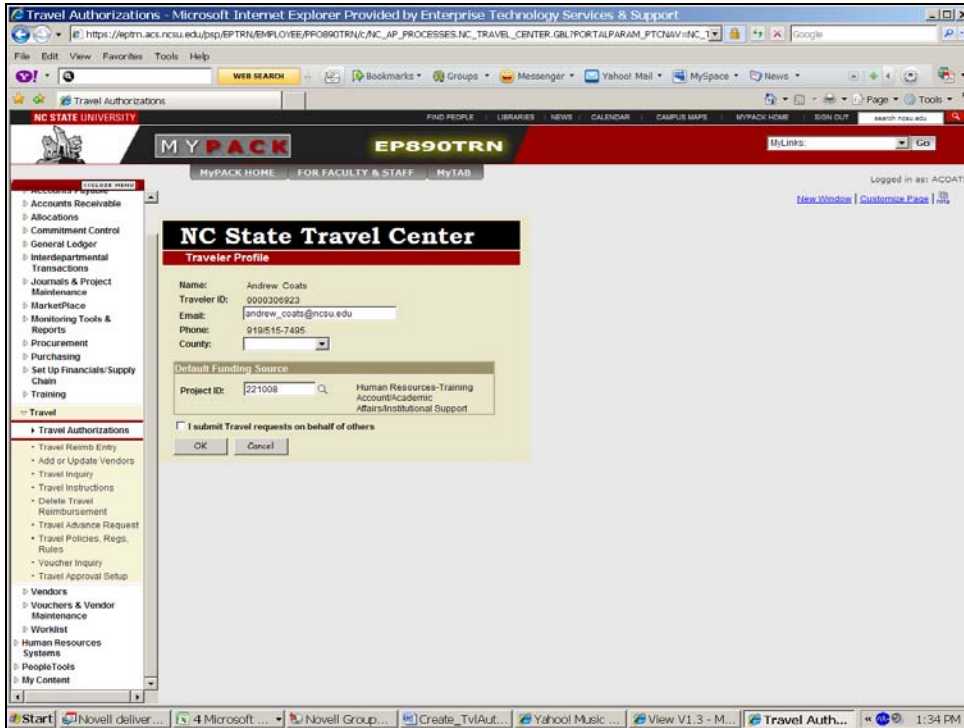 Travel Authorizations - Microsoft Internet Explorer Provided by Enterprise Technology Services & Support
https://eptrn.acs.ncsu.edu/psp/EPTRN/EMPLOYEE/PFO890TRN/c/NC_AP_PROCESSES.NC_TRAVEL_CENTER.GBL?PORTALPARAM_PTCNAV=NC_T
Google
File Edit View Favorites Tools Help
WEB SEARCH Bookmarks Groups Messenger Yahoo! Mail MySpace News
Travel Authorizations
Page Tools
NC STATE UNIVERSITY
FIND PEOPLE | LIBRARIES | NEWS | CALENDAR | CAMPUS MAPS | MYPACK HOME | SIGN OUT
search ncsu.edu
MYPACK
EP890TRN
MyLinks:
Go
MyPACK HOME FOR FACULTY & STAFF MyTAB
Logged in as: ACOAT
New Window | Customize Page |
CLOSE MENU
Accounts Payable
Accounts Receivable
Allocations
Commitment Control
General Ledger
Interdepartmental
Transactions
Journals & Project
Maintenance
MarketPlace
Monitoring Tools &
Reports
Procurement
Purchasing
Set Up Financials/Supply
Chain
Training
Travel
Travel Authorizations
Travel Reimb Entry
Add or Update Vendors
Travel Inquiry
Travel Instructions
Delete Travel
Reimbursement
Travel Advance Request
Travel Policies, Regs,
Rules
Voucher Inquiry
Travel Approval Setup
Vendors
Vouchers & Vendor
Maintenance
Worklist
Human Resources
Systems
PeopleTools
My Content
NC State Travel Center
Traveler Profile
Name: Andrew Coats
Traveler ID: 0000306923
Email: andrew_coats@ncsu.edu
Phone: 919/515-7495
County:
Default Funding Source
Project ID: 221008 Human Resources-Training
Account/Academic
Affairs/Institutional Support
I submit Travel requests on behalf of others
OK Cancel
Start Novell deliver... 4 Microsoft ... Novell Group... Create_TvlAut... Yahoo! Music ... View V1.3 - M... Travel Auth... 1:34 PM